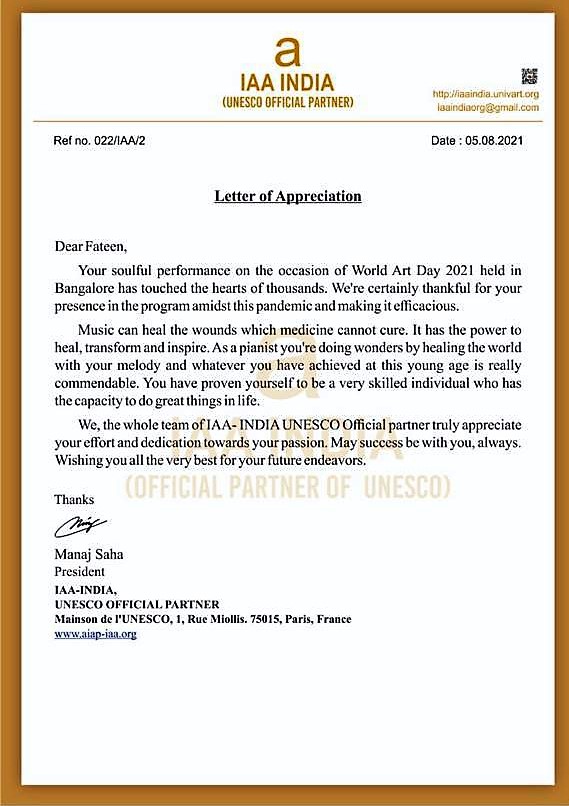 a
IAA INDIA
(UNESCO OFFICIAL PARTNER)
http://iaaindia.univart.org
iaaindiaorg@gmail.com
Ref no. 022/IAA/2
Date : 05.08.2021
Letter of Appreciation
Dear Fateen,
Your soulful performance on the occasion of World Art Day 2021 held in
Bangalore has touched the hearts of thousands. We're certainly thankful for your
presence in the program amidst this pandemic and making it efficacious.
Music can heal the wounds which medicine cannot cure. It has the power to
heal, transform and inspire. As a pianist you're doing wonders by healing the world
with your melody and whatever you have achieved at this young age is really
commendable. You have proven yourself to be a very skilled individual who has
the capacity to do great things in life.
We, the whole team of IAA- INDIA UNESCO Official partner truly appreciate
your effort and dedication towards your passion. May success be with you, always.
Wishing you all the very best for your future endeavors.
a
IAA INDIA
(OFFICIAL PARTNER OF UNESCO)
Thanks
Manaj Saha
President
IAA-INDIA,
UNESCO OFFICIAL PARTNER
Mainson de l'UNESCO, 1, Rue Miollis. 75015, Paris, France
www.aiap-iaa.org